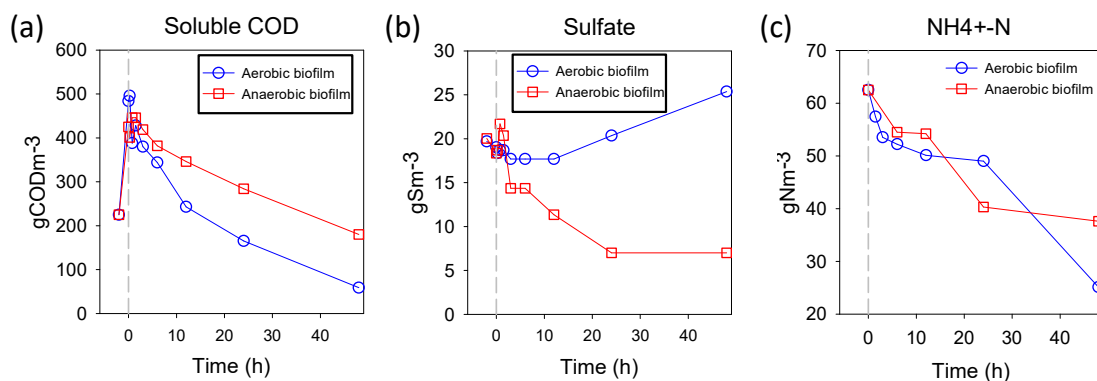 (a) Soluble COD
600
500
400
300
200
100
0
gCODm-3
0 10 20 30 40
Time (h)
Aerobic biofilm
Anaerobic biofilm
(b) Sulfate
30
25
20
15
10
5
0
gSm-3
0 10 20 30 40
Time (h)
Aerobic biofilm
Anaerobic biofilm
(c) NH4+-N
70
60
50
40
30
20
gNm-3
0 10 20 30 40
Time (h)
Aerobic biofilm
Anaerobic biofilm